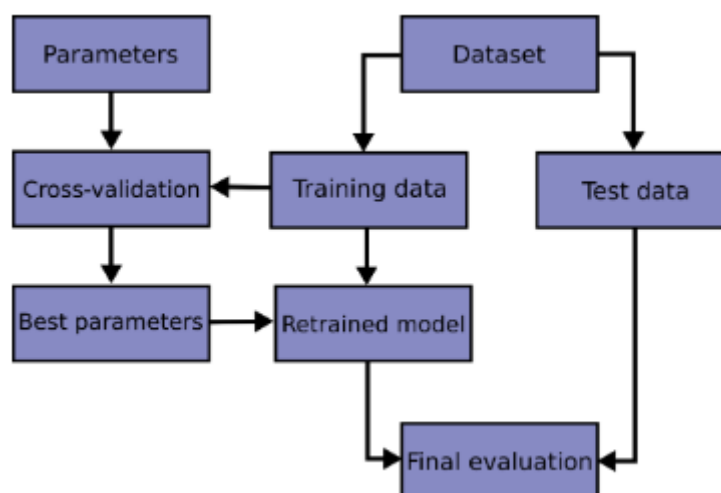 Parameters
Dataset
Cross-validation
Training data
Test data
Best parameters
Retrained model
Final evaluation